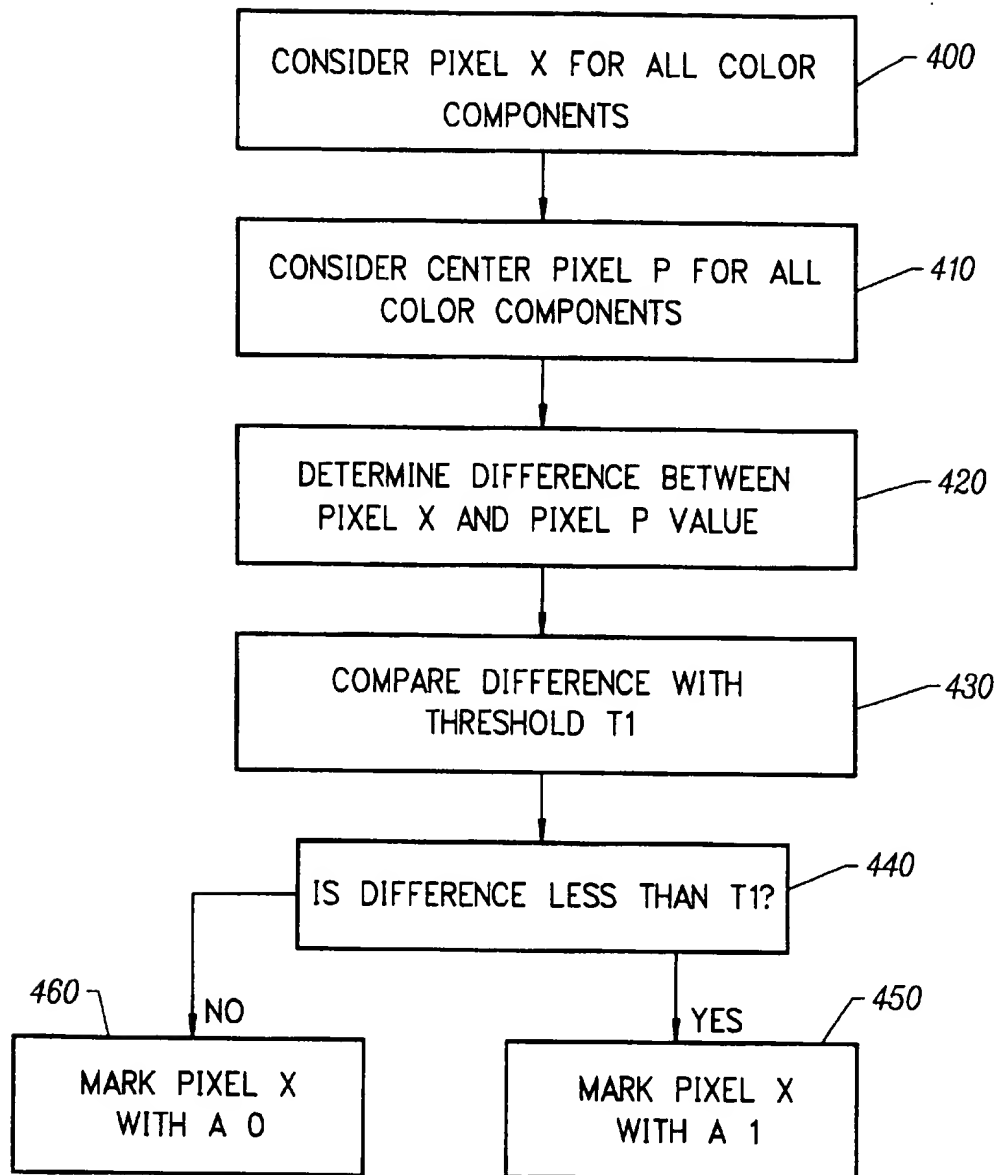 CONSIDER PIXEL X FOR ALL COLOR
COMPONENTS
400
CONSIDER CENTER PIXEL P FOR ALL
COLOR COMPONENTS
410
DETERMINE DIFFERENCE BETWEEN
PIXEL X AND PIXEL P VALUE
420
COMPARE DIFFERENCE WITH
THRESHOLD T1
430
IS DIFFERENCE LESS THAN T1?
440
460
NO
YES
450
MARK PIXEL X
WITH A 0
MARK PIXEL X
WITH A 1